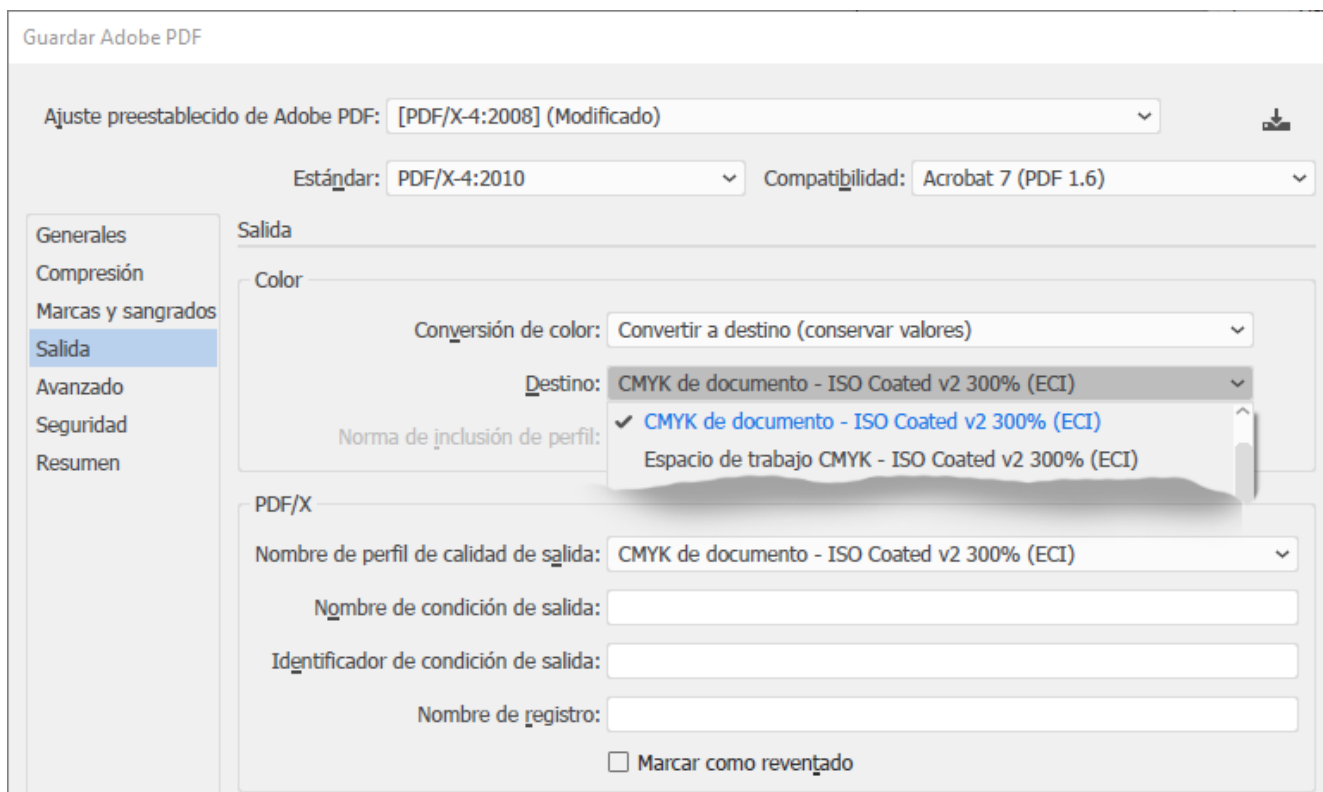 Guardar Adobe PDF
Ajuste preestablecido de Adobe PDF: [PDF/X-4:2008] (Modificado)
Estándar: PDF/X-4:2010 Compatibilidad: Acrobat 7 (PDF 1.6)
Generales
Compresión
Marcas y sangrados
Salida
Avanzado
Seguridad
Resumen
Salida
Color
Conversión de color: Convertir a destino (conservar valores)
Destino: CMYK de documento - ISO Coated v2 300% (ECI)
CMYK de documento - ISO Coated v2 300% (ECI)
Espacio de trabajo CMYK - ISO Coated v2 300% (ECI)
Norma de inclusión de perfil:
PDF/X
Nombre de perfil de calidad de salida: CMYK de documento - ISO Coated v2 300% (ECI)
Nombre de condición de salida:
Identificador de condición de salida:
Nombre de registro:
Marcar como reventado